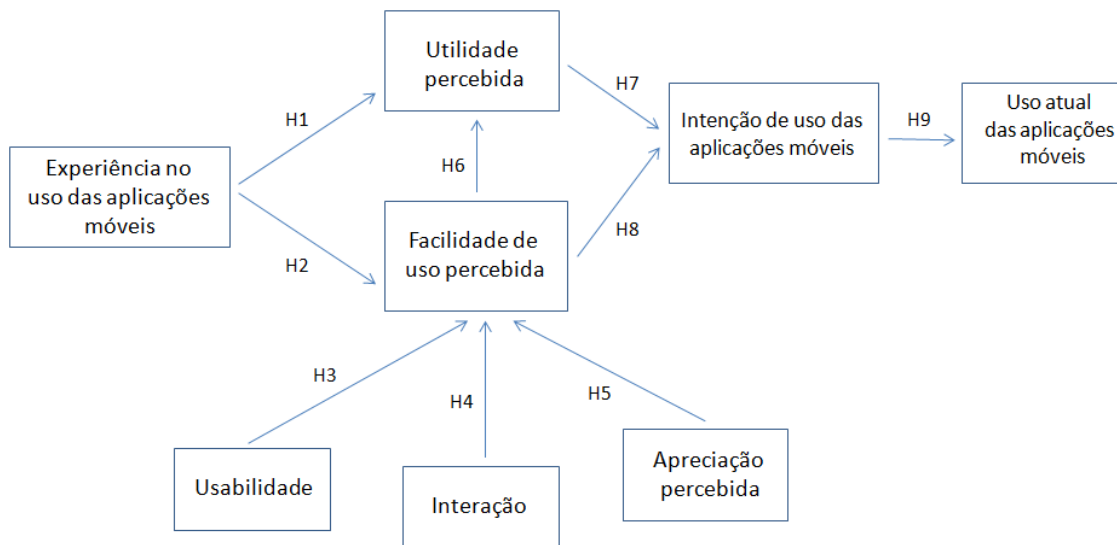 Utilidade
percebida
H1
H7
Uso atual
das aplicações
móveis
Intenção de uso das
aplicações móveis
H9
Experiência no
uso das aplicações
móveis
H6
H2
Facilidade de
uso percebida
H8
H3
H4
H5
Usabilidade
Interação
Apreciação
percebida